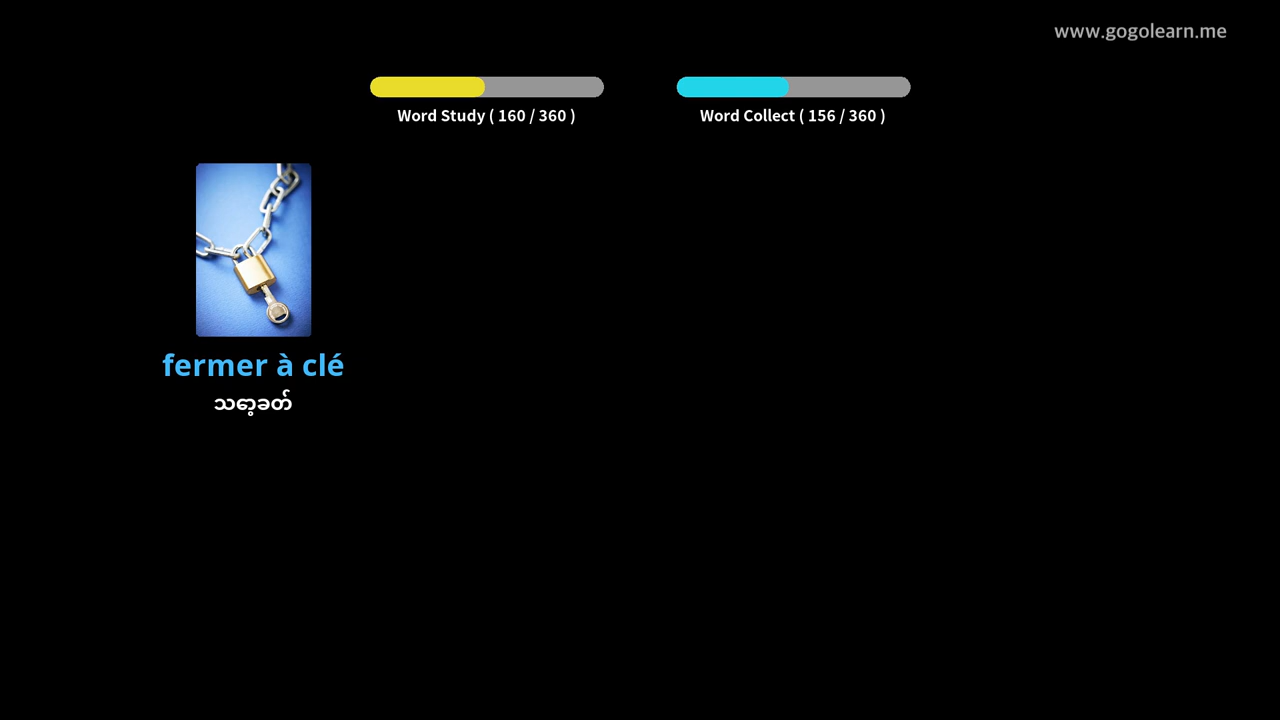 www.gogolearn.me
Word Study ( 160 / 360 )
Word Collect ( 156 / 360 )
fermer à clé
သော့ခတ်